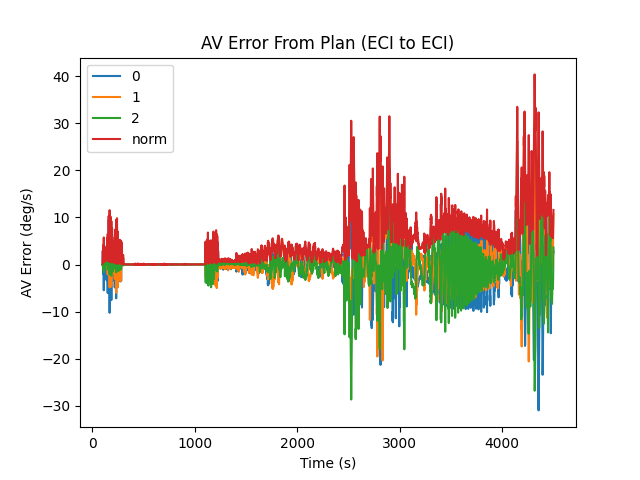 AV Error From Plan (ECI to ECI)
0
1
2
norm
AV Error (deg/s)
40
30
20
10
0
−10
−20
−30
0 1000 2000 3000 4000
Time (s)